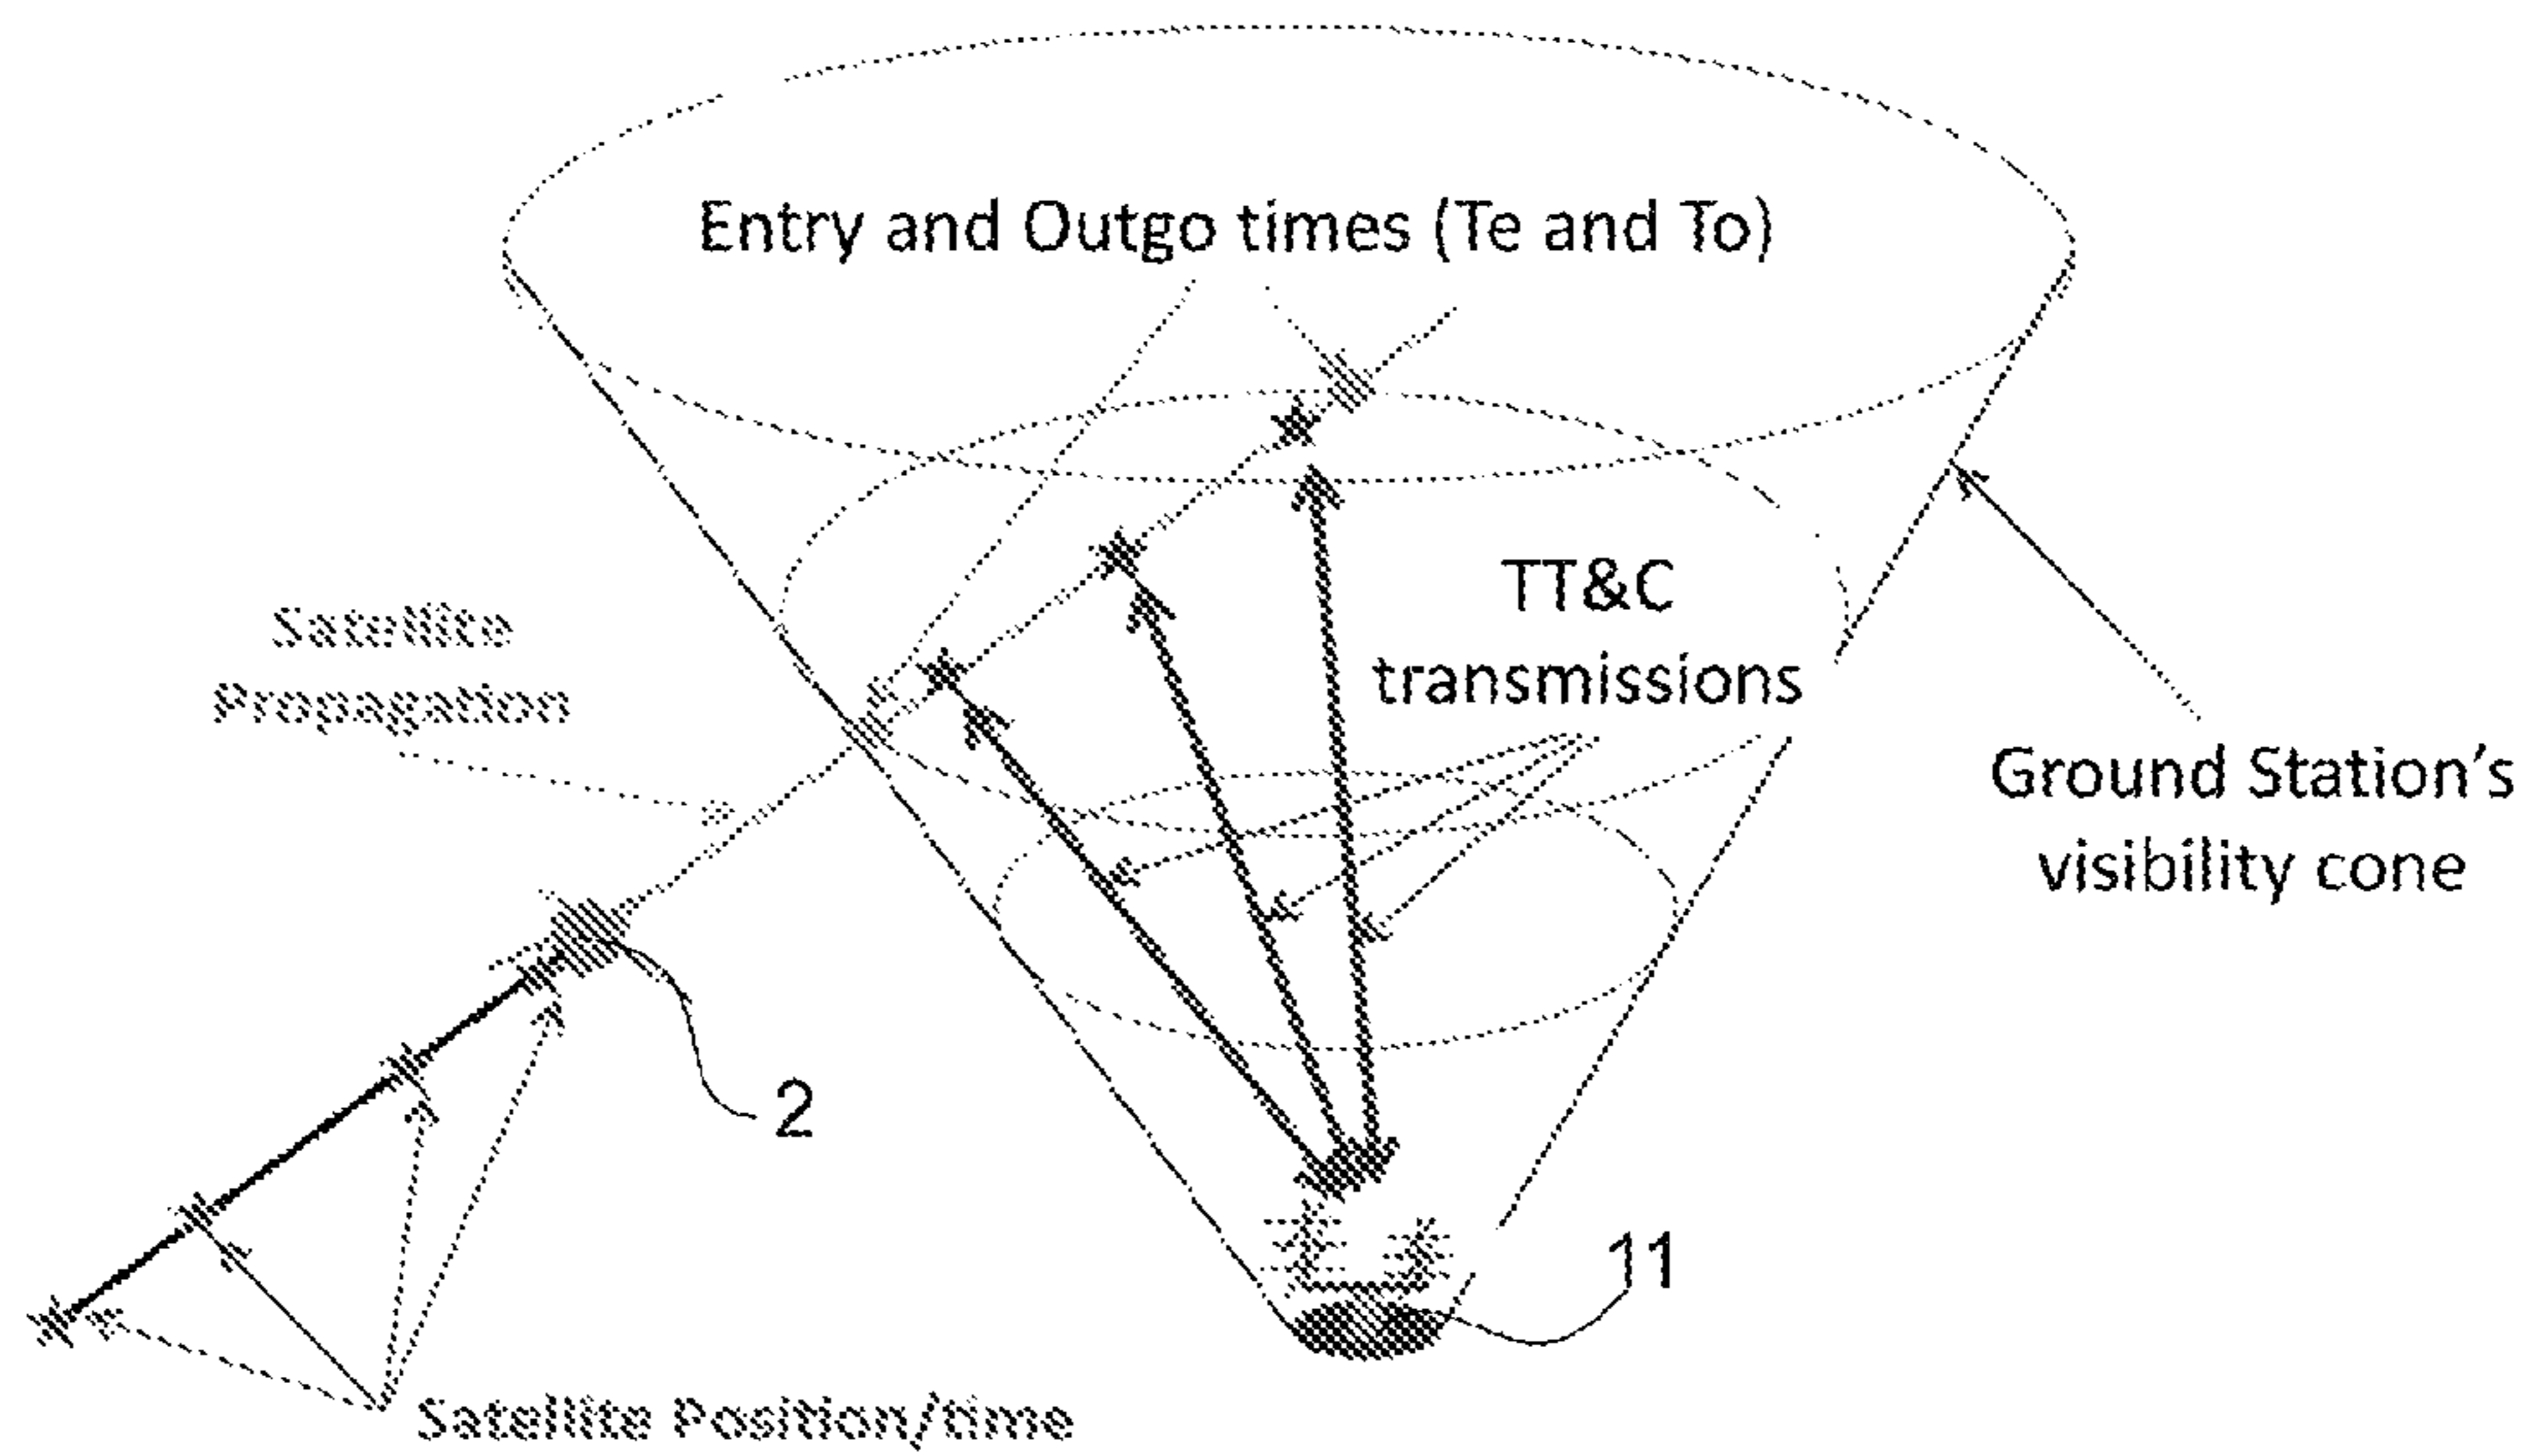 Entry and Outgo times (Te and To)
TT&C
transmissions
Satellite
Propagation
Ground Station's
visibility cone
2
11
Satellite Position/time